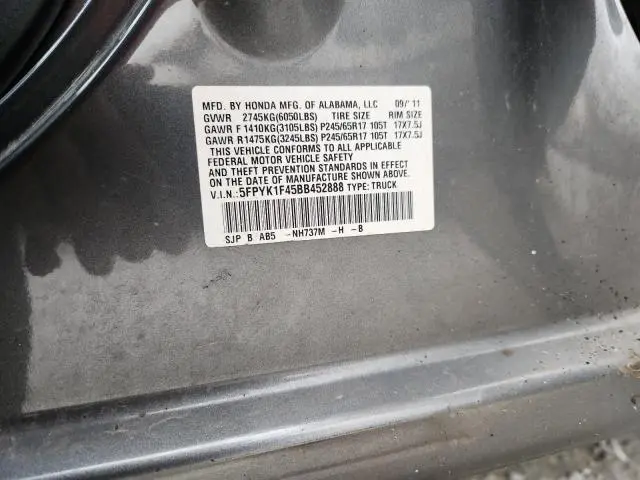 MFD. BY HONDA MFG. OF ALABAMA, LLC 09/'11
GVWR 2745KG(6050LBS) TIRE SIZE RIM SIZE
GAWR F 1410KG(3105LBS) P245/65R17 105T 17X7.5J
GAWR R1475KG(3245LBS) P245/65R17 105T 17X7.5J
THIS VEHICLE CONFORMS TO ALL APPLICABLE
FEDERAL MOTOR VEHICLE SAFETY
AND THEFT PREVENTION STANDARDS IN EFFECT
ON THE DATE OF MANUFACTURE SHOWN ABOVE.
V.I.N.:5FPYK1F45BB452888 TYPE: TRUCK
SJP B AB5 -NH737M -H -B